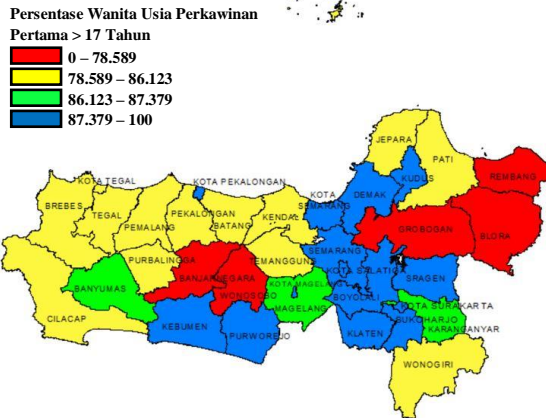 Persentase Wanita Usia Perkawinan
Pertama > 17 Tahun
0 – 78.589
78.589 – 86.123
86.123 – 87.379
87.379 – 100
JEPARA
PATI
KUDUS
REMBANG
KOTA TEGAL
KOTA PEKALONGAN
KOTA
SEMARANG
DEMAK
BREBES
TEGAL
PEMALANG
PEKALONGAN
BATANG
KENDAL
GROBOGAN
BLORA
PURBALINGGA
TEMANGGUNG
SEMARANG
BANYUMAS
BANJARNEGARA
WONOSOBO
KOTA MAGELANG
KOTA SALATIGA
SRAGEN
CILACAP
MAGELANG
BOYOLALI
KOTA SURAKARTA
KEBUMEN
PURWOREJO
KLATEN
SUKOHARJO
KARANGANYAR
WONOGIRI